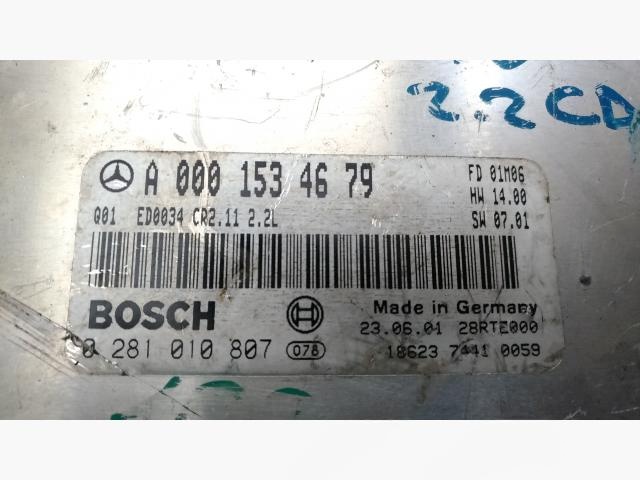 2.2CD
A 000 153 46 79
FD 01M06
HW 14.00
Q01 ED0034 CR2.11 2.2L
SW 07.01
BOSCH
Made in Germany
23.06.01 28RTE000
0 281 010 807 078
18623 7441 0059